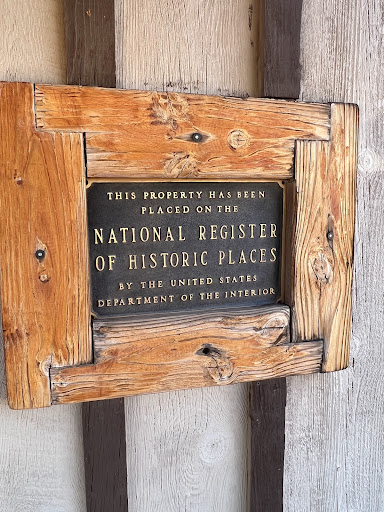 THIS PROPERTY HAS BEEN
PLACED ON THE
NATIONAL REGISTER
OF HISTORIC PLACES
BY THE UNITED STATES
DEPARTMENT OF THE INTERIOR